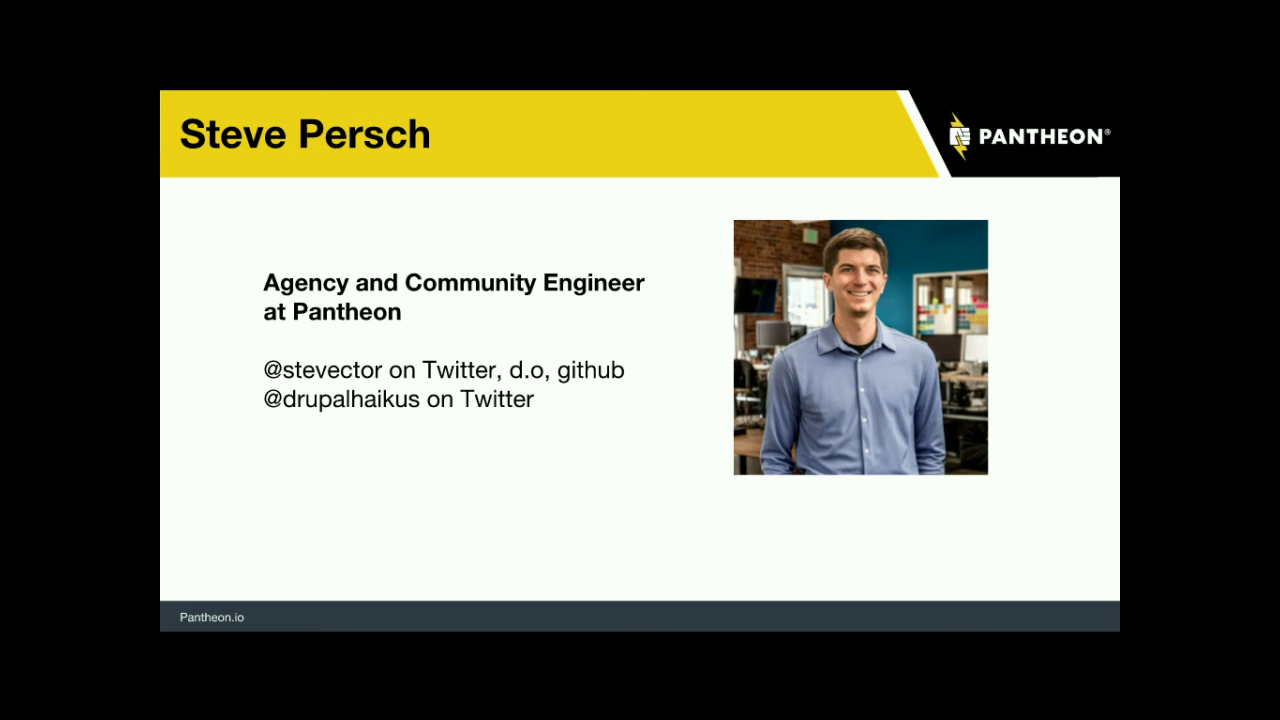 Steve Persch
PANTHEON®
Agency and Community Engineer
at Pantheon
@stevector on Twitter, d.o, github
@drupalhaikus on Twitter
Pantheon.io